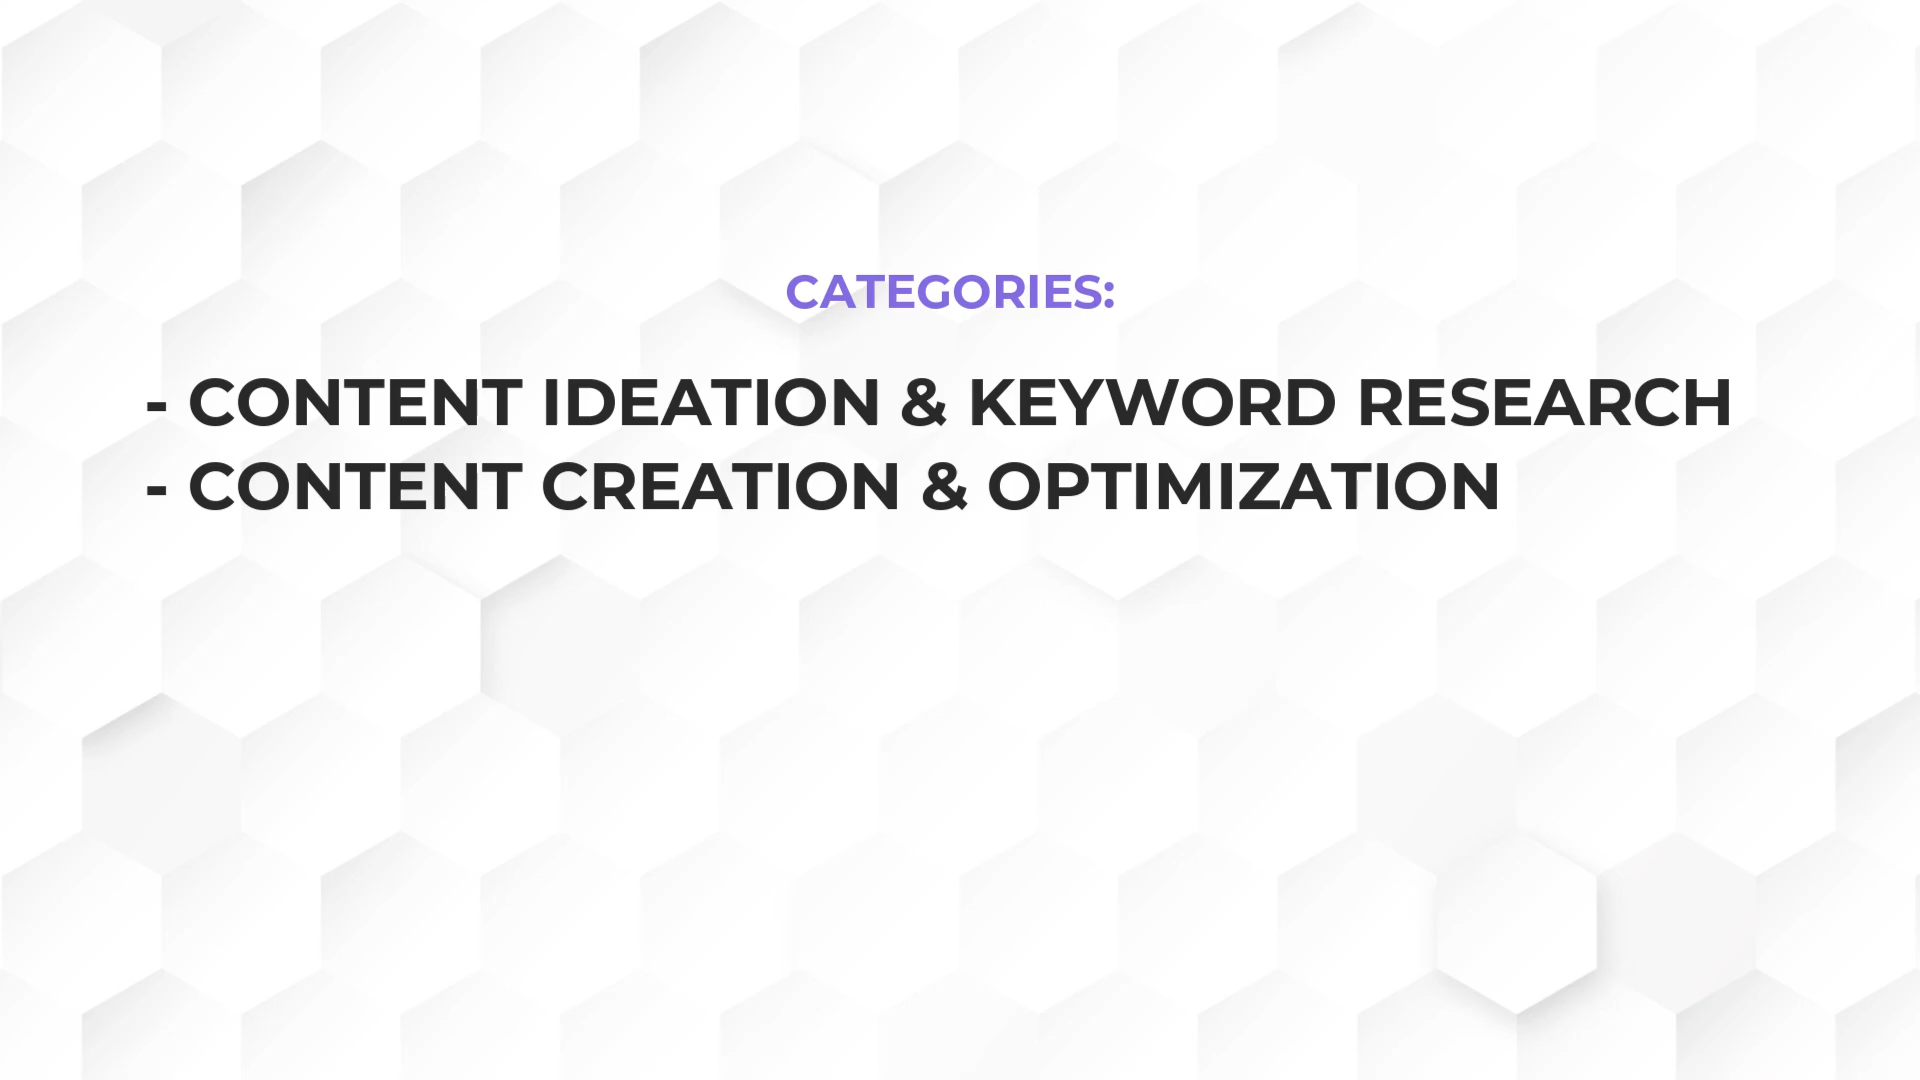 CATEGORIES:
- CONTENT IDEATION & KEYWORD RESEARCH
- CONTENT CREATION & OPTIMIZATION